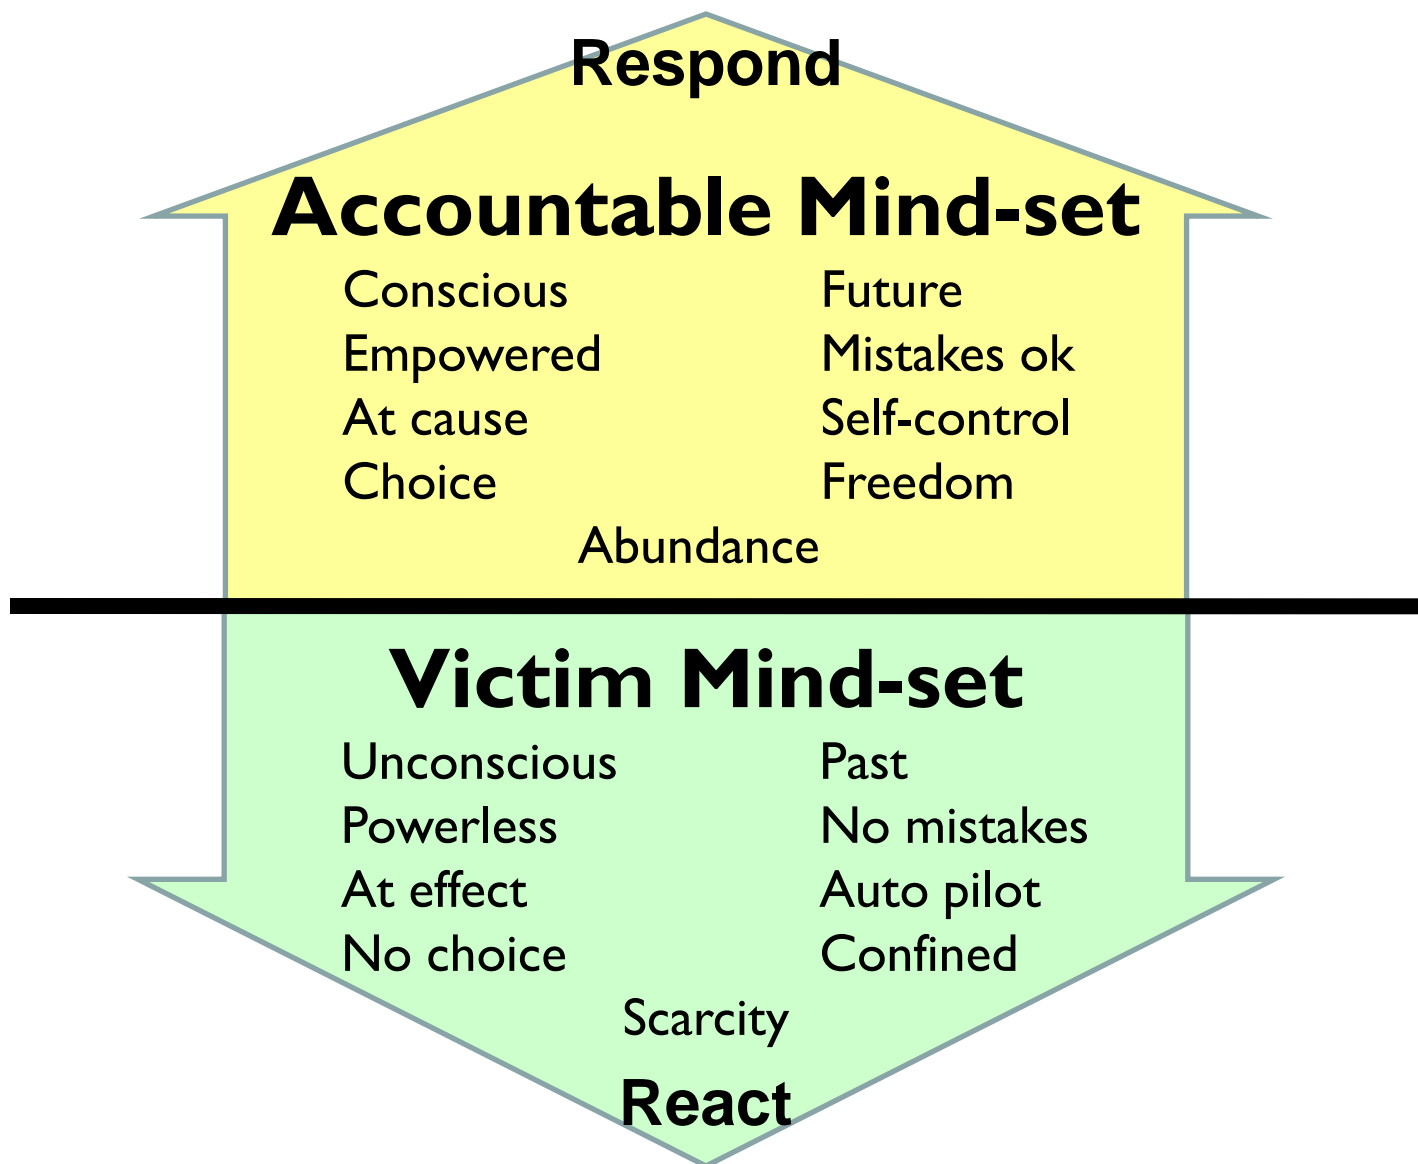 Respond
Accountable Mind-set
Conscious Future
Empowered Mistakes ok
At cause Self-control
Choice Freedom
Abundance
Victim Mind-set
Unconscious Past
Powerless No mistakes
At effect Auto pilot
No choice Confined
Scarcity
React